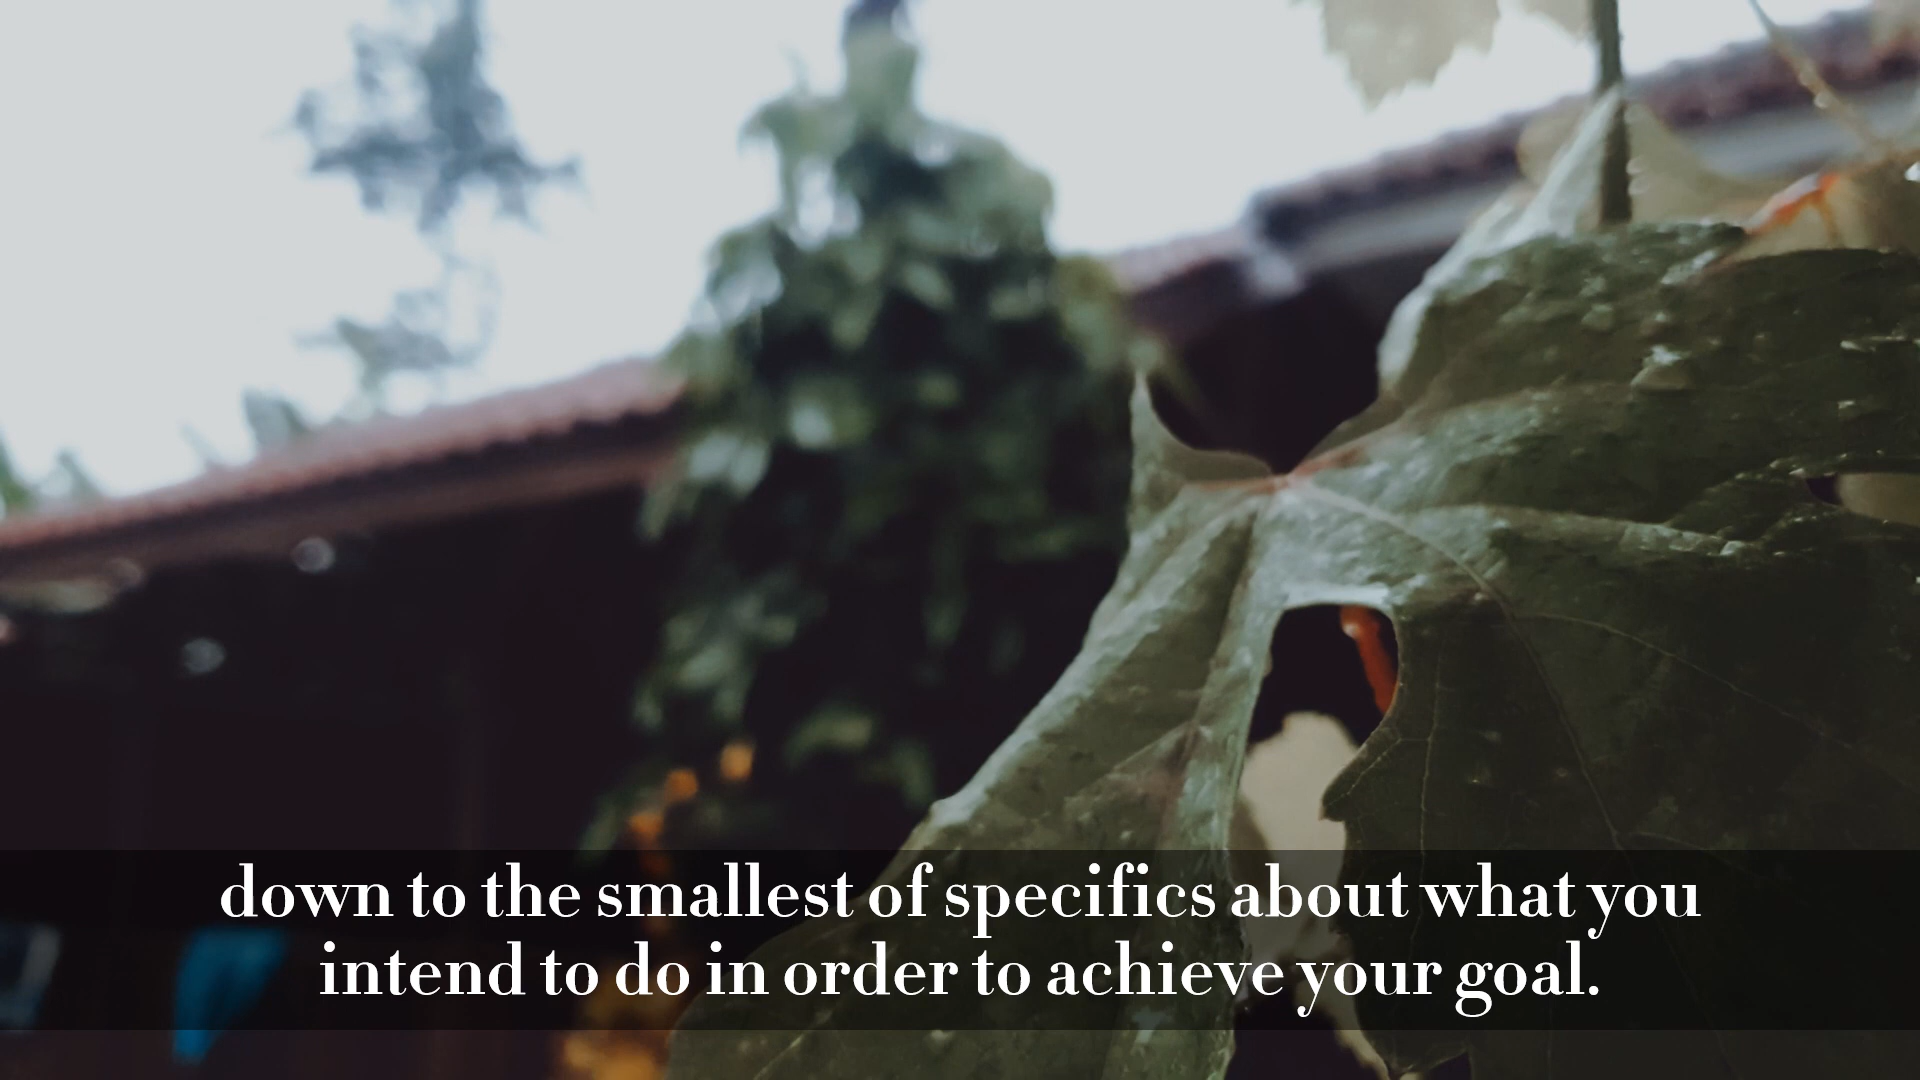 down to the smallest of specifics about what you
intend to do in order to achieve your goal.